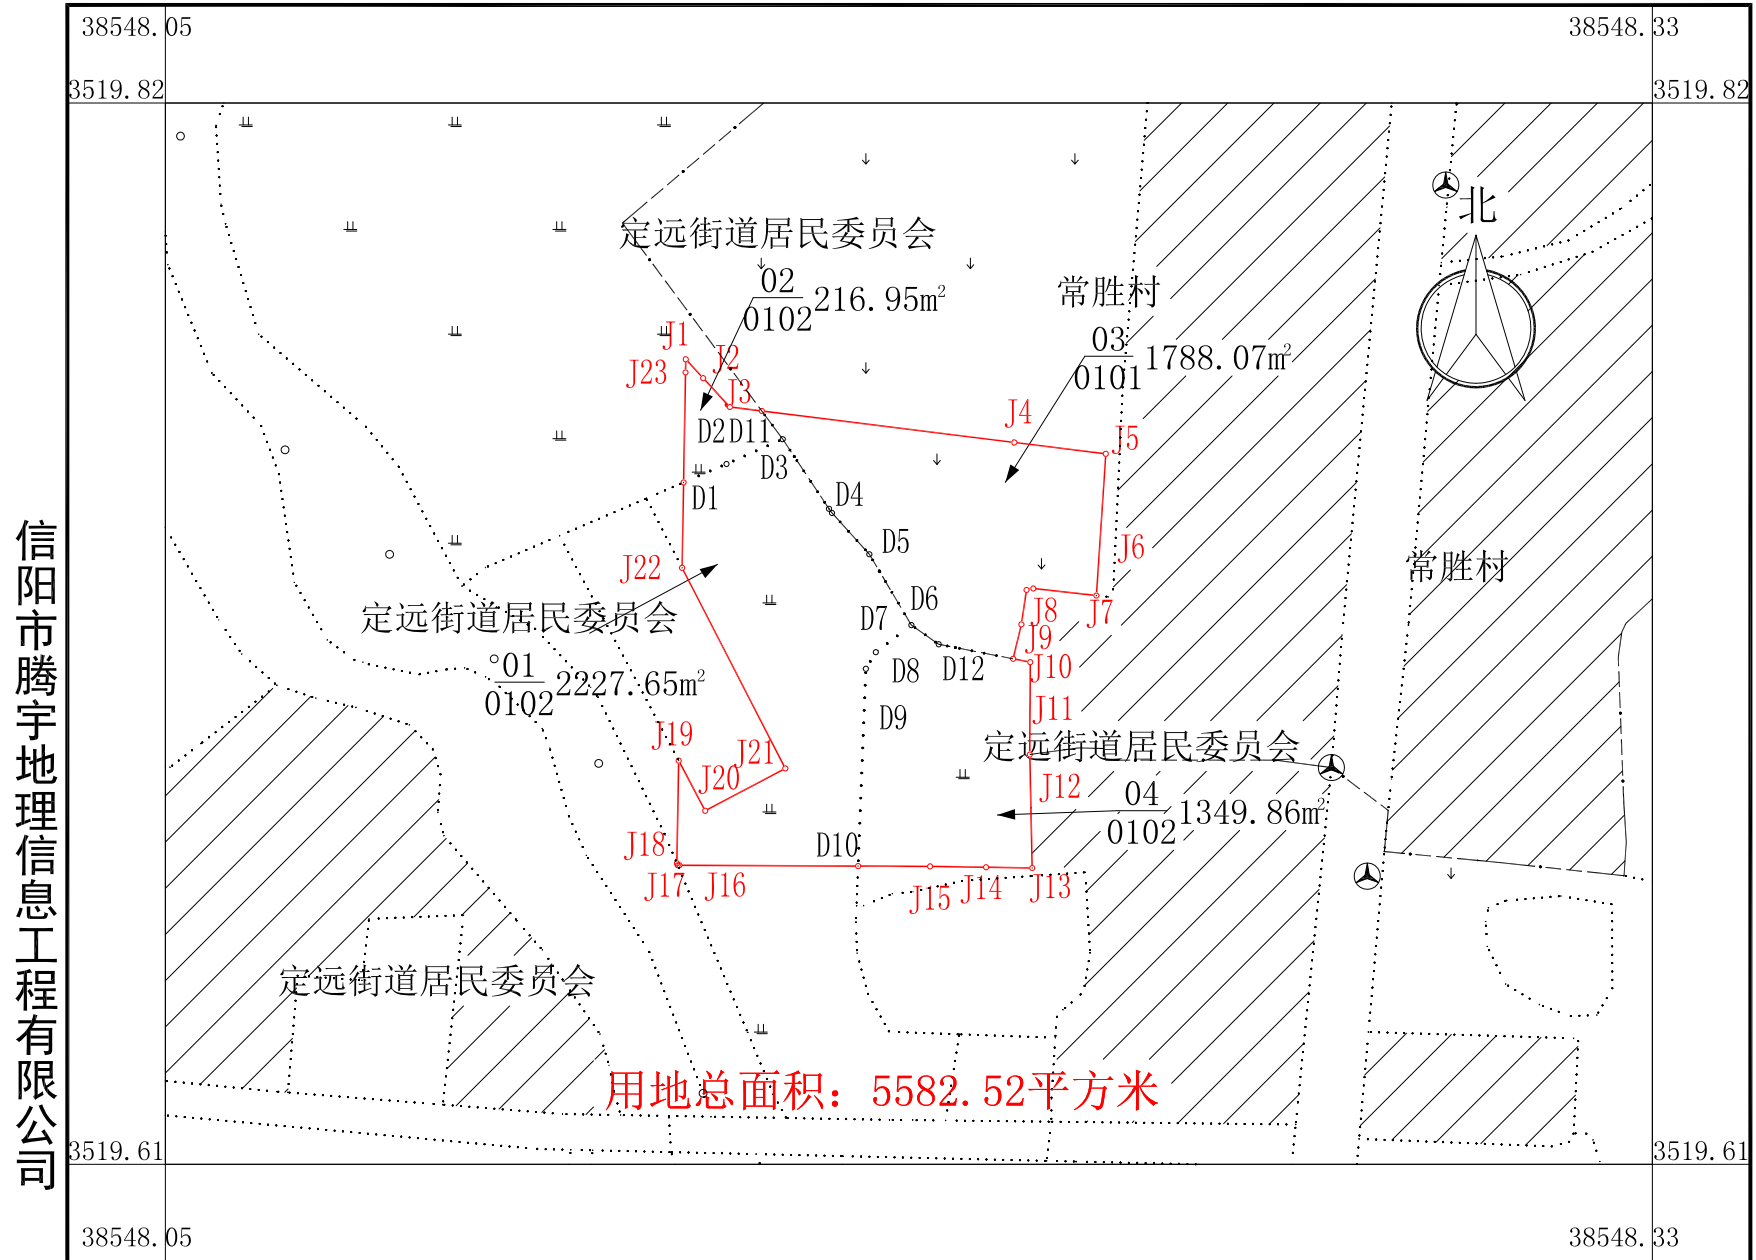 38548.05
38548.33
3519.82
3519.82
北
定远街道居民委员会
02
0102
216.95m²
常胜村
03
0101
1788.07m²
J1
J2
J23
J3
J4
J5
D2
D11
D3
D1
D4
D5
J6
J22
常胜村
D6
D7
J8
J7
定远街道居民委员会
J9
01
0102
2227.65m²
D8
D12
J10
D9
J11
J19
J21
定远街道居民委员会
J20
J12
04
0102
1349.86m²
J18
D10
J17
J16
J15
J14
J13
定远街道居民委员会
用地总面积：5582.52平方米
信阳市腾宇地理信息工程有限公司
3519.61
3519.61
38548.05
38548.33